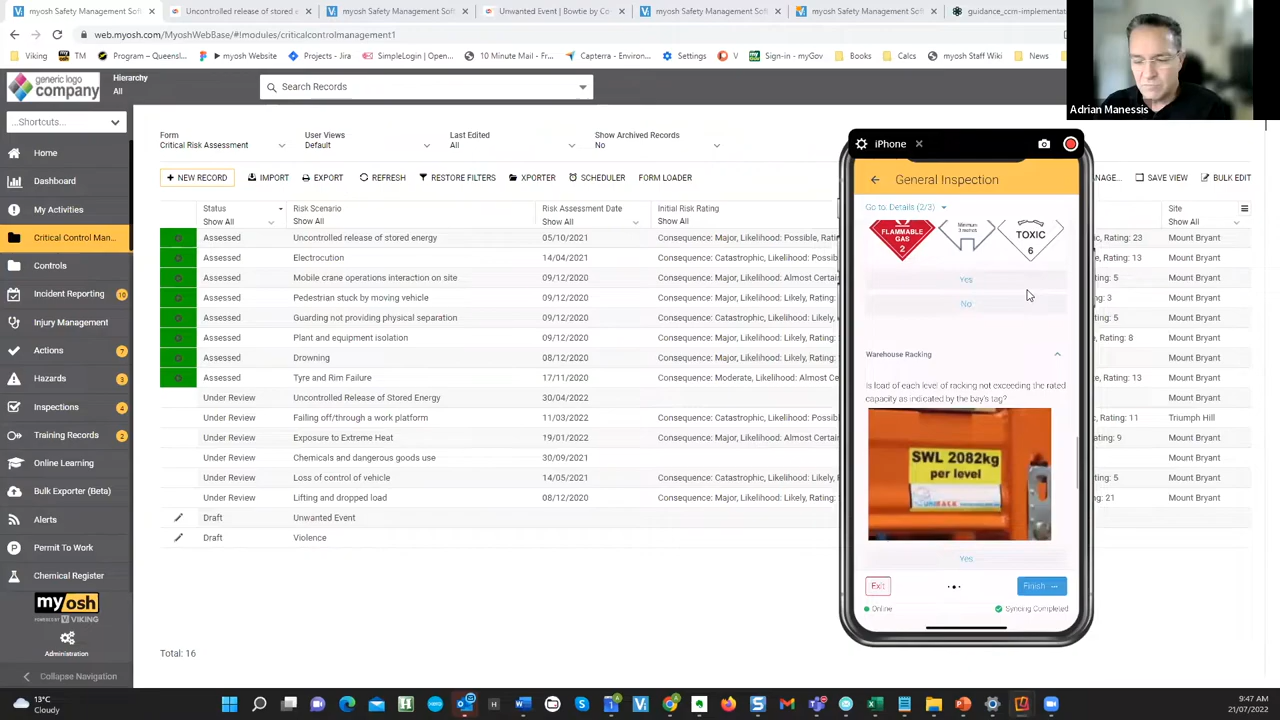 myosh Safety Management Softw
Uncontrolled release of stored e
myosh Safety Management Soft
Unwanted Event | Bowtie by Co
myosh Safety Management Soft
myosh Safety Management Soft
guidance_ccm-implementa
web.myosh.com/MyoshWebBase/#!modules/criticalcontrolmanagement1
Viking
TM
Program – Queensl...
Projects - Jira
SimpleLogin | Open...
10 Minute Mail - Fr...
Capterra - Environ...
Settings
V
Sign-in - myGov
Books
Calcs
myosh Staff Wiki
News
Adrian Manessis
generic logo
company
Hierarchy
All
Search Records
...Shortcuts...
Home
Dashboard
My Activities
Critical Control Man...
Controls
Incident Reporting 10
Injury Management
Actions 7
Hazards 3
Inspections 4
Training Records 2
Online Learning
Bulk Exporter (Beta)
Alerts
Permit To Work
Chemical Register
myosh
POWERED BY VIKING
Administration
Collapse Navigation
Form User Views Last Edited Show Archived Records
Critical Risk Assessment Default All No
+ NEW RECORD IMPORT EXPORT REFRESH RESTORE FILTERS XPORTER SCHEDULER FORM LOADER ANAGE... SAVE VIEW BULK EDIT
Status Risk Scenario Risk Assessment Date Initial Risk Rating Site
Show All Show All Show All Show All Show All
Assessed Uncontrolled release of stored energy 05/10/2021 Consequence: Major, Likelihood: Possible, Rati c, Rating: 23 Mount Bryant
Assessed Electrocution 14/04/2021 Consequence: Catastrophic, Likelihood: Likely, c, Rating: 13 Mount Bryant
Assessed Mobile crane operations interaction on site 09/12/2020 Consequence: Major, Likelihood: Almost Certain Rating: 5 Mount Bryant
Assessed Pedestrian stuck by moving vehicle 09/12/2020 Consequence: Major, Likelihood: Likely, Rating: Rating: 3 Mount Bryant
Assessed Guarding not providing physical separation 09/12/2020 Consequence: Catastrophic, Likelihood: Likely, Mount Bryant
Assessed Plant and equipment isolation 09/12/2020 Consequence: Major, Likelihood: Likely, Rating: Rating: 8 Mount Bryant
Assessed Drowning 08/12/2020 Mount Bryant
Assessed Tyre and Rim Failure 17/11/2020 Consequence: Moderate, Likelihood: Almost Ce Rating: 13 Mount Bryant
Under Review Uncontrolled Release of Stored Energy 30/04/2022 Mount Bryant
Under Review Failing off/through a work platform 11/03/2022 Consequence: Catastrophic, Likelihood: Possib Rating: 11 Triumph Hill
Under Review Exposure to Extreme Heat 19/01/2022 Consequence: Major, Likelihood: Almost Certain Rating: 9 Mount Bryant
Under Review Chemicals and dangerous goods use 30/09/2021 Mount Bryant
Under Review Loss of control of vehicle 14/05/2021 Consequence: Catastrophic, Likelihood: Likely, Rating: 5 Mount Bryant
Under Review Lifting and dropped load 08/12/2020 Consequence: Major, Likelihood: Possible, Rati Rating: 21 Mount Bryant
Draft Unwanted Event
Draft Violence
Total: 16
iPhone
General Inspection
Go to: Details (2/3)
FLAMMABLE
GAS
2
TOXIC
6
Yes
No
Warehouse Racking
Is load of each level of racking not exceeding the rated
capacity as indicated by the bay's tag?
SWL 2082kg
per level
Yes
Exit
Finish
Online
Syncing Completed
13°C
Cloudy
9:47 AM
21/07/2022